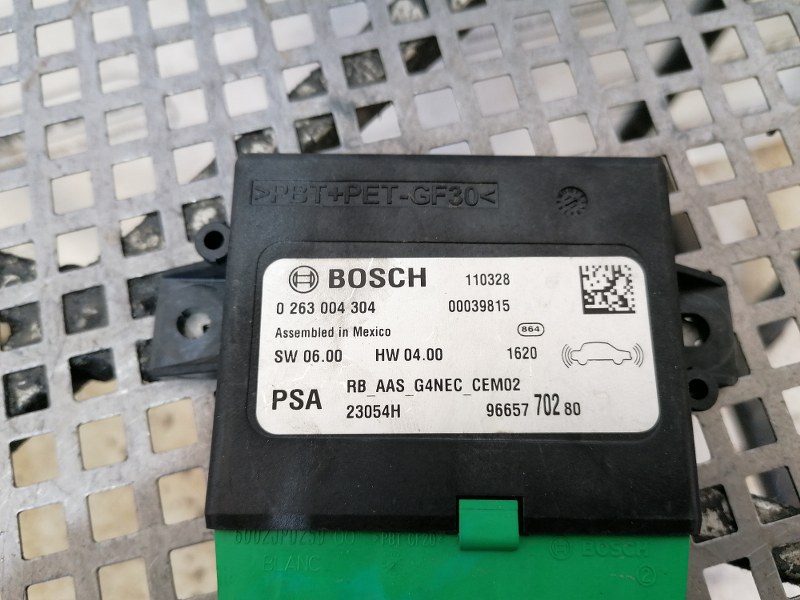 >PBT+PET-GF30<
BOSCH 110328
0 263 004 304 00039815
Assembled in Mexico 864
SW 06.00 HW 04.00 1620
PSA RB_AAS_G4NEC_CEM02
23054H 96657 702 80
BOSCH
BLANC 2